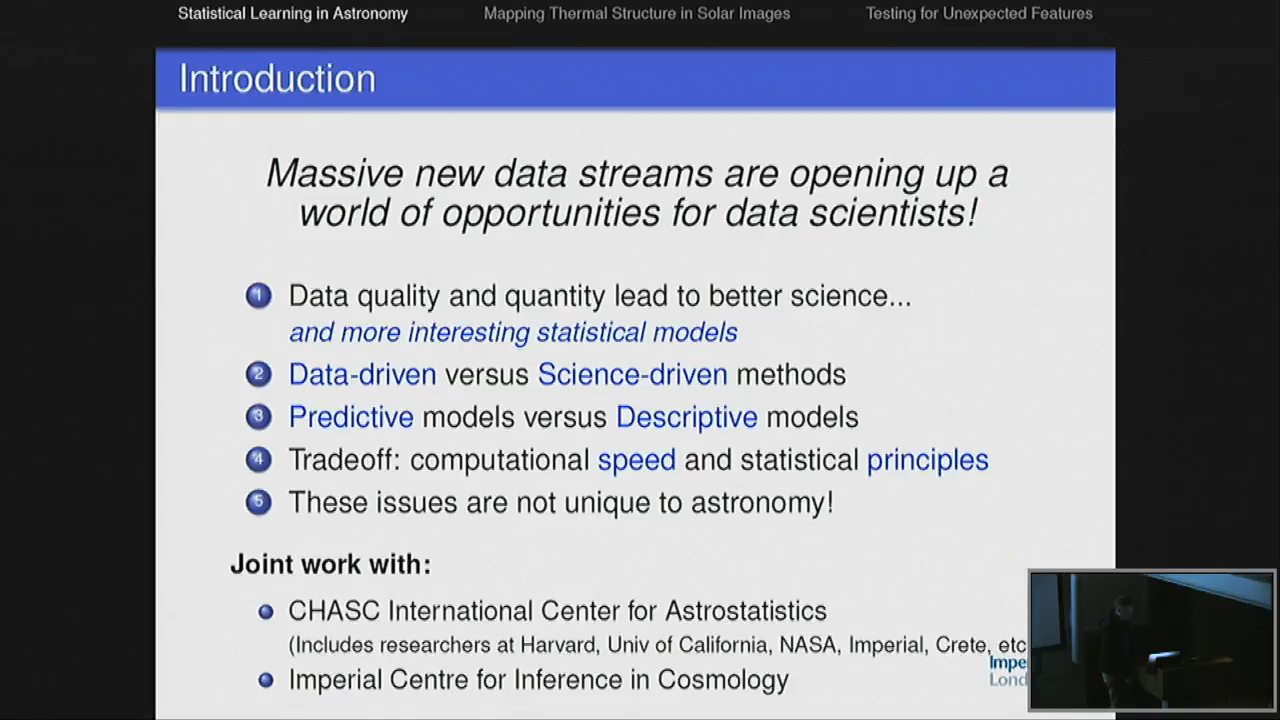 Statistical Learning in Astronomy Mapping Thermal Structure in Solar Images Testing for Unexpected Features
Introduction
Massive new data streams are opening up a
world of opportunities for data scientists!
1 Data quality and quantity lead to better science...
and more interesting statistical models
2 Data-driven versus Science-driven methods
3 Predictive models versus Descriptive models
4 Tradeoff: computational speed and statistical principles
5 These issues are not unique to astronomy!
Joint work with:
CHASC International Center for Astrostatistics
(Includes researchers at Harvard, Univ of California, NASA, Imperial, Crete, etc
Impe
Lond
Imperial Centre for Inference in Cosmology